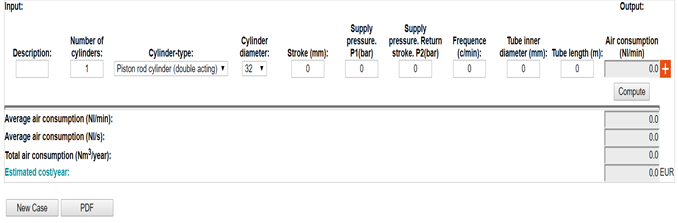 Input: Output:
Description: Number of cylinders: Cylinder-type: Cylinder diameter: Stroke (mm): Supply pressure. P1(bar) Supply pressure. Return stroke. P2(bar) Frequency (c/min): Tube inner diameter (mm): Tube length (m): Air consumption (Nl/min)
1 Piston rod cylinder (double acting) 32 0 0 0 0 0 0 0.0 +
Compute
Average air consumption (Nl/min): 0.0
Average air consumption (Nl/s): 0.0
Total air consumption (Nm³/year): 0.0
Estimated cost/year: 0.0 EUR
New Case PDF